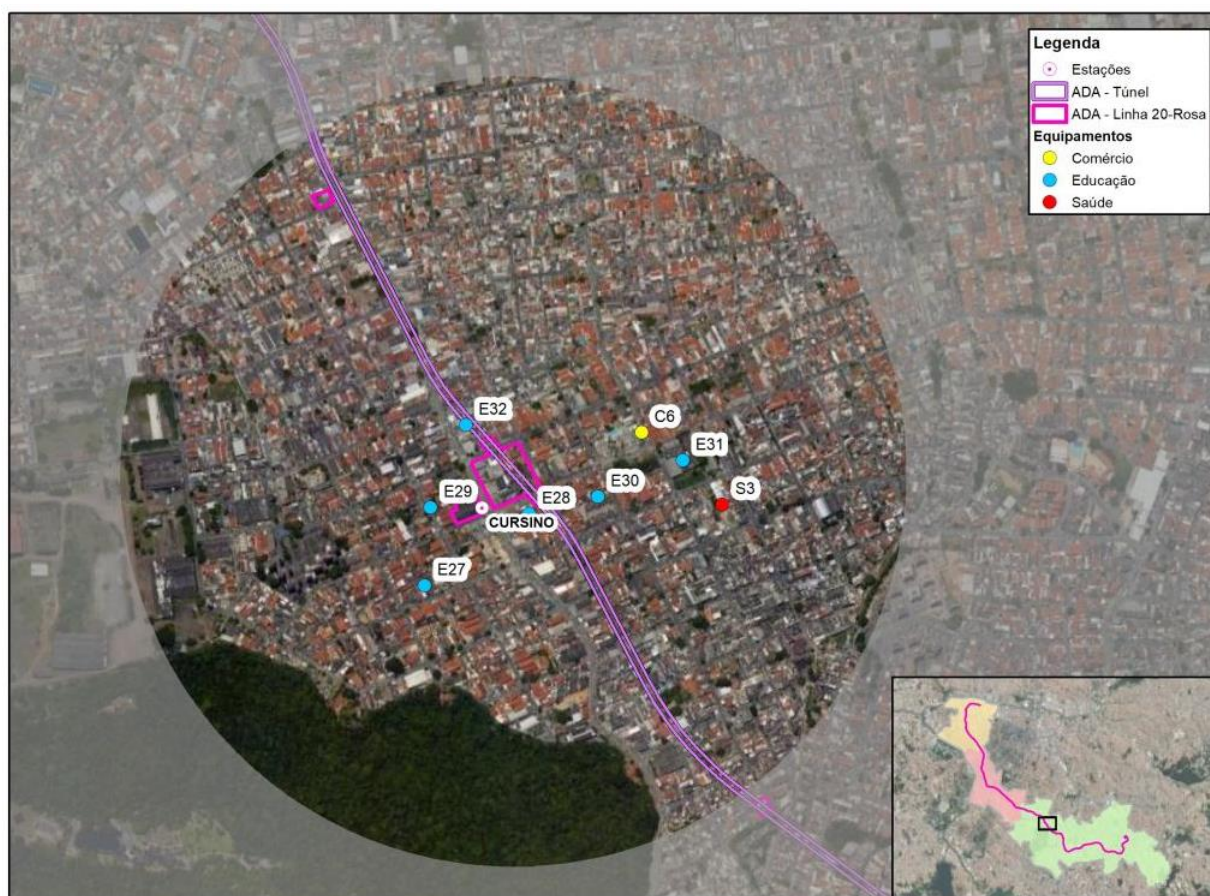 Legenda
Estações
ADA - Túnel
ADA - Linha 20-Rosa
Equipamentos
Comércio
Educação
Saúde
E32
C6
E31
E30
S3
E29
E28
CURSINO
E27